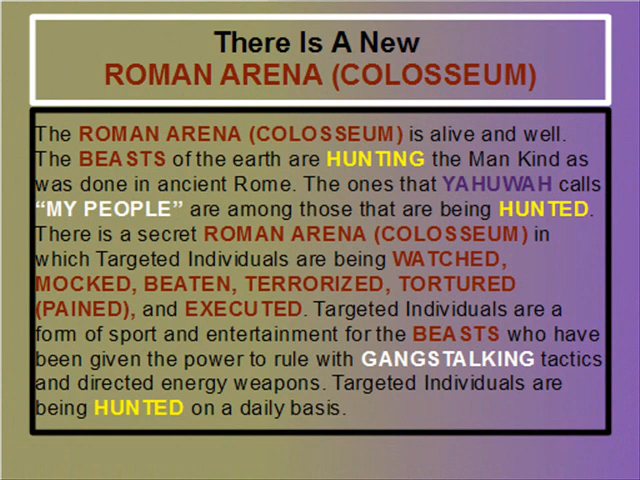 There Is A New
ROMAN ARENA (COLOSSEUM)
The ROMAN ARENA (COLOSSEUM) is alive and well.
The BEASTS of the earth are HUNTING the Man Kind as
was done in ancient Rome. The ones that YAHUWAH calls
“MY PEOPLE” are among those that are being HUNTED.
There is a secret ROMAN ARENA (COLOSSEUM) in
which Targeted Individuals are being WATCHED,
MOCKED, BEATEN, TERRORIZED, TORTURED
(PAINED), and EXECUTED. Targeted Individuals are a
form of sport and entertainment for the BEASTS who have
been given the power to rule with GANGSTALKING tactics
and directed energy weapons. Targeted Individuals are
being HUNTED on a daily basis.